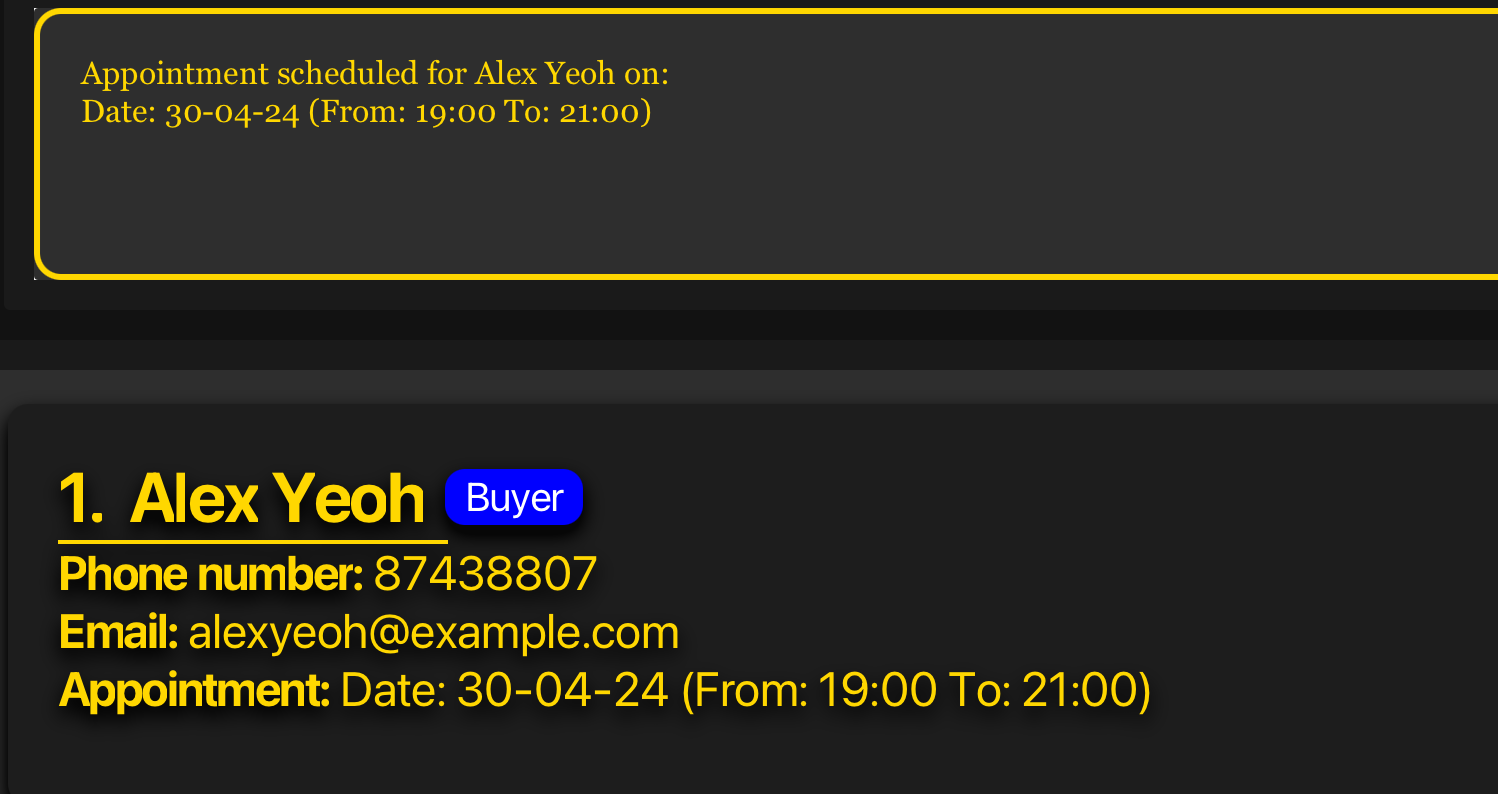 Appointment scheduled for Alex Yeoh on:
Date: 30-04-24 (From: 19:00 To: 21:00)
1. Alex Yeoh Buyer
Phone number: 87438807
Email: alexyeoh@example.com
Appointment: Date: 30-04-24 (From: 19:00 To: 21:00)